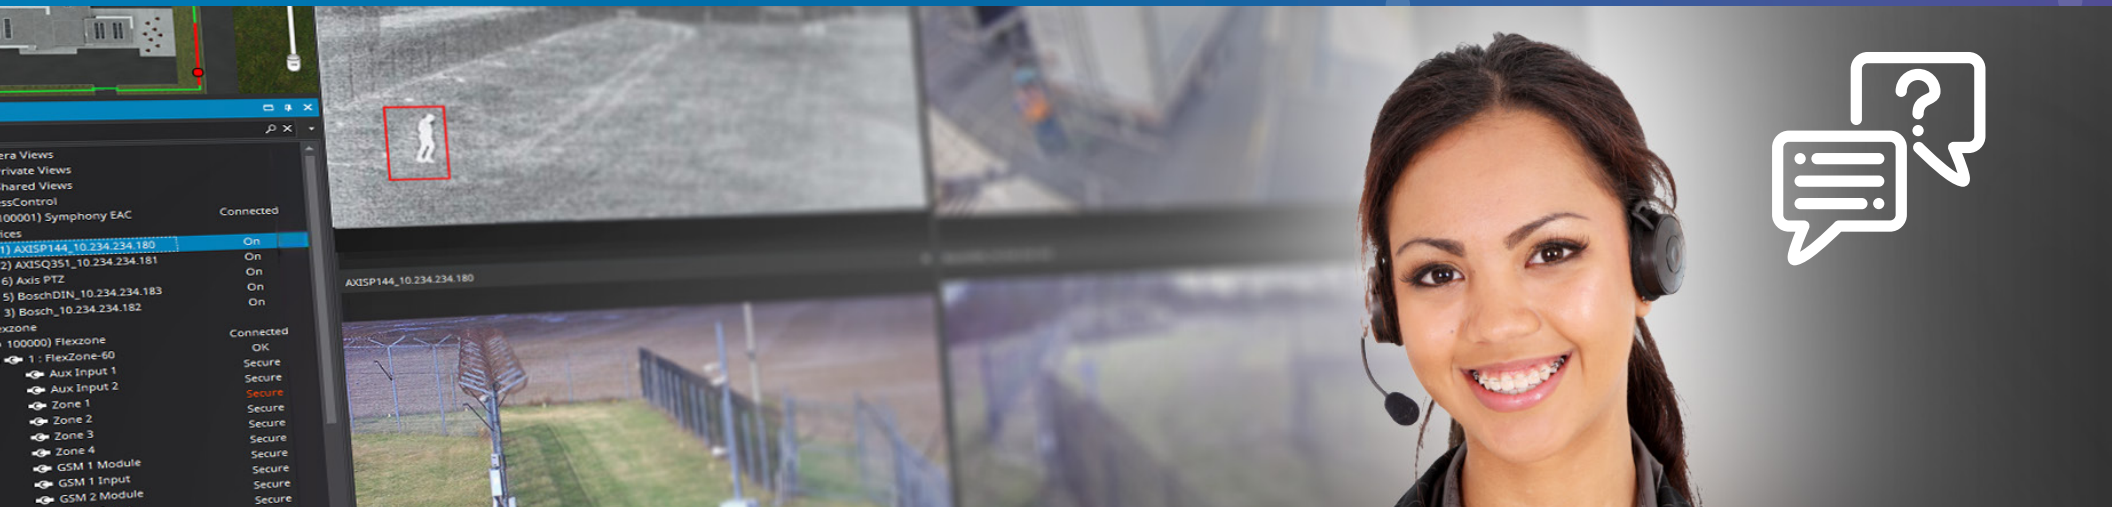 era Views
rivate Views
hared Views
essControl
100001) Symphony EAC Connected
ices
1) AXISP144_10.234.234.180 On
2) AXISQ351_10.234.234.181 On
6) Axis PTZ On
5) BoschDIN_10.234.234.183 On
3) Bosch_10.234.234.182 On
exzone
100000) Flexzone Connected
1 : FlexZone-60 OK
Aux Input 1 Secure
Aux Input 2 Secure
Zone 1 Secure
Zone 2 Secure
Zone 3 Secure
Zone 4 Secure
GSM 1 Module Secure
GSM 1 Input Secure
GSM 2 Module Secure
AXISP144_10.234.234.180
?